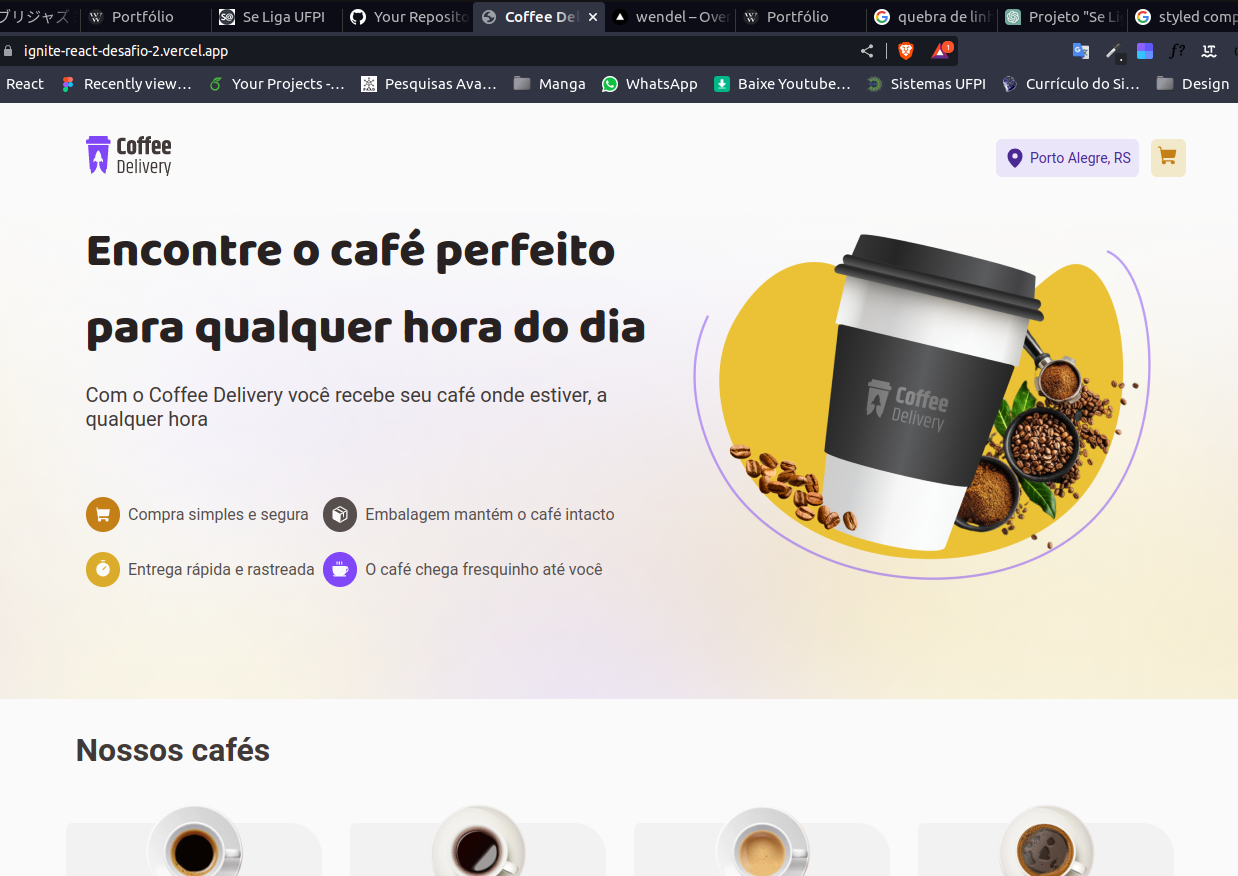 ブリジャズ
Portfólio
Se Liga UFPI
Your Reposito
Coffee De
wendel – Over
Portfólio
quebra de lin
Projeto "Se Li
styled comp
ignite-react-desafio-2.vercel.app
1
f?
React
Recently view…
Your Projects -…
Pesquisas Ava…
Manga
WhatsApp
Baixe Youtube…
Sistemas UFPI
Currículo do Si…
Design
Coffee
Delivery
Porto Alegre, RS
Encontre o café perfeito
para qualquer hora do dia
Com o Coffee Delivery você recebe seu café onde estiver, a
qualquer hora
Coffee
Delivery
Compra simples e segura
Embalagem mantém o café intacto
Entrega rápida e rastreada
O café chega fresquinho até você
Nossos cafés